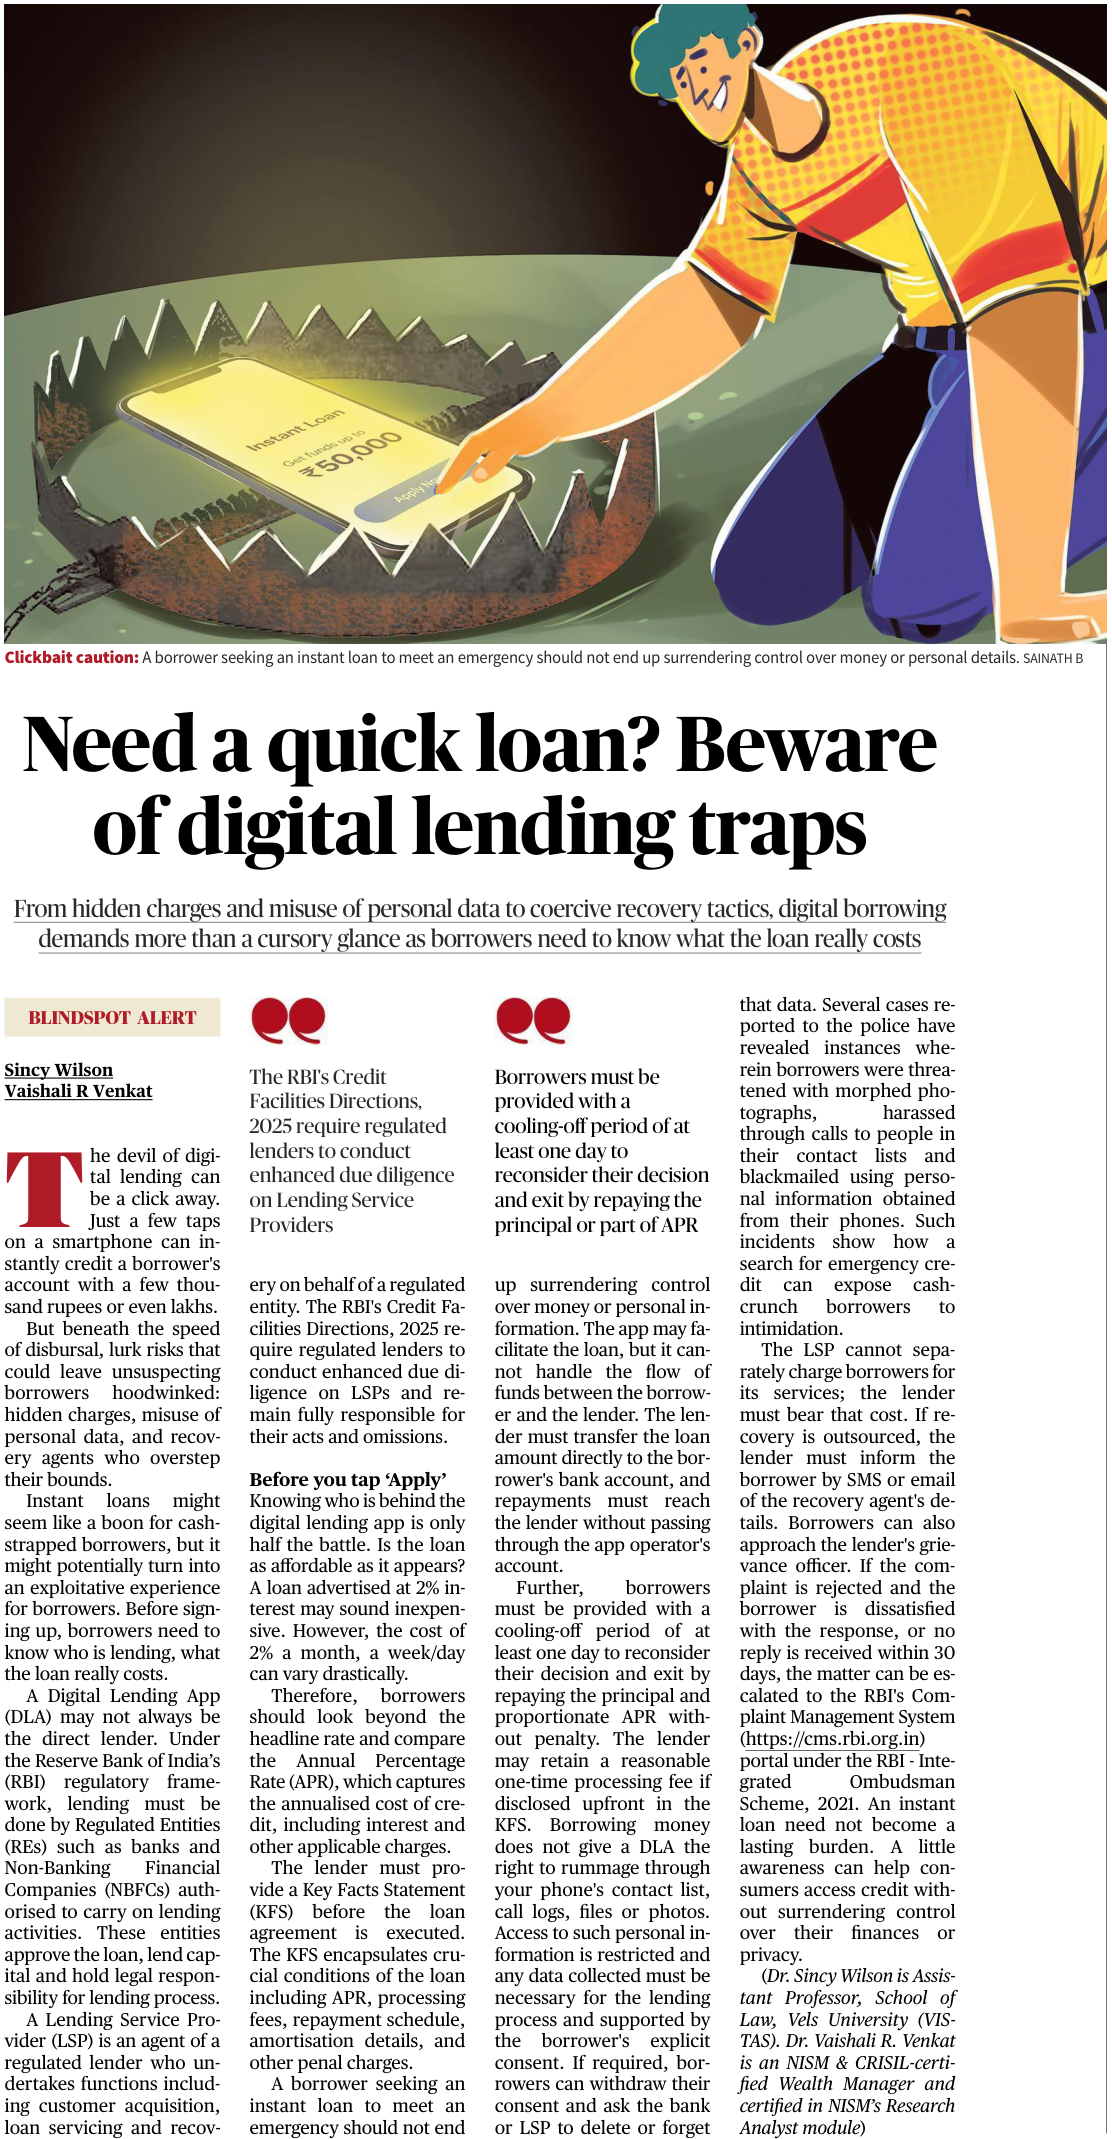 Instant Loan
Get funds up to
₹50,000
Apply No
Clickbait caution: A borrower seeking an instant loan to meet an emergency should not end up surrendering control over money or personal details. SAINATH B
Need a quick loan? Beware
of digital lending traps
From hidden charges and misuse of personal data to coercive recovery tactics, digital borrowing
demands more than a cursory glance as borrowers need to know what the loan really costs
BLINDSPOT ALERT
Sincy Wilson
Vaishali R Venkat
The devil of digi-
tal lending can
be a click away.
Just a few taps
on a smartphone can in-
stantly credit a borrower's
account with a few thou-
sand rupees or even lakhs.
But beneath the speed
of disbursal, lurk risks that
could leave unsuspecting
borrowers hoodwinked:
hidden charges, misuse of
personal data, and recov-
ery agents who overstep
their bounds.
Instant loans might
seem like a boon for cash-
strapped borrowers, but it
might potentially turn into
an exploitative experience
for borrowers. Before sign-
ing up, borrowers need to
know who is lending, what
the loan really costs.
A Digital Lending App
(DLA) may not always be
the direct lender. Under
the Reserve Bank of India’s
(RBI) regulatory frame-
work, lending must be
done by Regulated Entities
(REs) such as banks and
Non-Banking Financial
Companies (NBFCs) auth-
orised to carry on lending
activities. These entities
approve the loan, lend cap-
ital and hold legal respon-
sibility for lending process.
A Lending Service Pro-
vider (LSP) is an agent of a
regulated lender who un-
dertakes functions includ-
ing customer acquisition,
loan servicing and recov-
The RBI's Credit
Facilities Directions,
2025 require regulated
lenders to conduct
enhanced due diligence
on Lending Service
Providers
ery on behalf of a regulated
entity. The RBI's Credit Fa-
cilities Directions, 2025 re-
quire regulated lenders to
conduct enhanced due di-
ligence on LSPs and re-
main fully responsible for
their acts and omissions.
Before you tap ‘Apply’
Knowing who is behind the
digital lending app is only
half the battle. Is the loan
as affordable as it appears?
A loan advertised at 2% in-
terest may sound inexpen-
sive. However, the cost of
2% a month, a week/day
can vary drastically.
Therefore, borrowers
should look beyond the
headline rate and compare
the Annual Percentage
Rate (APR), which captures
the annualised cost of cre-
dit, including interest and
other applicable charges.
The lender must pro-
vide a Key Facts Statement
(KFS) before the loan
agreement is executed.
The KFS encapsulates cru-
cial conditions of the loan
including APR, processing
fees, repayment schedule,
amortisation details, and
other penal charges.
A borrower seeking an
instant loan to meet an
emergency should not end
Borrowers must be
provided with a
cooling-off period of at
least one day to
reconsider their decision
and exit by repaying the
principal or part of APR
up surrendering control
over money or personal in-
formation. The app may fa-
cilitate the loan, but it can-
not handle the flow of
funds between the borrow-
er and the lender. The len-
der must transfer the loan
amount directly to the bor-
rower's bank account, and
repayments must reach
the lender without passing
through the app operator's
account.
Further, borrowers
must be provided with a
cooling-off period of at
least one day to reconsider
their decision and exit by
repaying the principal and
proportionate APR with-
out penalty. The lender
may retain a reasonable
one-time processing fee if
disclosed upfront in the
KFS. Borrowing money
does not give a DLA the
right to rummage through
your phone's contact list,
call logs, files or photos.
Access to such personal in-
formation is restricted and
any data collected must be
necessary for the lending
process and supported by
the borrower's explicit
consent. If required, bor-
rowers can withdraw their
consent and ask the bank
or LSP to delete or forget
that data. Several cases re-
ported to the police have
revealed instances whe-
rein borrowers were threa-
tened with morphed pho-
tographs, harassed
through calls to people in
their contact lists and
blackmailed using perso-
nal information obtained
from their phones. Such
incidents show how a
search for emergency cre-
dit can expose cash-
crunch borrowers to
intimidation.
The LSP cannot sepa-
rately charge borrowers for
its services; the lender
must bear that cost. If re-
covery is outsourced, the
lender must inform the
borrower by SMS or email
of the recovery agent's de-
tails. Borrowers can also
approach the lender's grie-
vance officer. If the com-
plaint is rejected and the
borrower is dissatisfied
with the response, or no
reply is received within 30
days, the matter can be es-
calated to the RBI's Com-
plaint Management System
(https://cms.rbi.org.in)
portal under the RBI - Inte-
grated Ombudsman
Scheme, 2021. An instant
loan need not become a
lasting burden. A little
awareness can help con-
sumers access credit with-
out surrendering control
over their finances or
privacy.
(Dr. Sincy Wilson is Assis-
tant Professor, School of
Law, Vels University (VIS-
TAS). Dr. Vaishali R. Venkat
is an NISM & CRISIL-certi-
fied Wealth Manager and
certified in NISM’s Research
Analyst module)